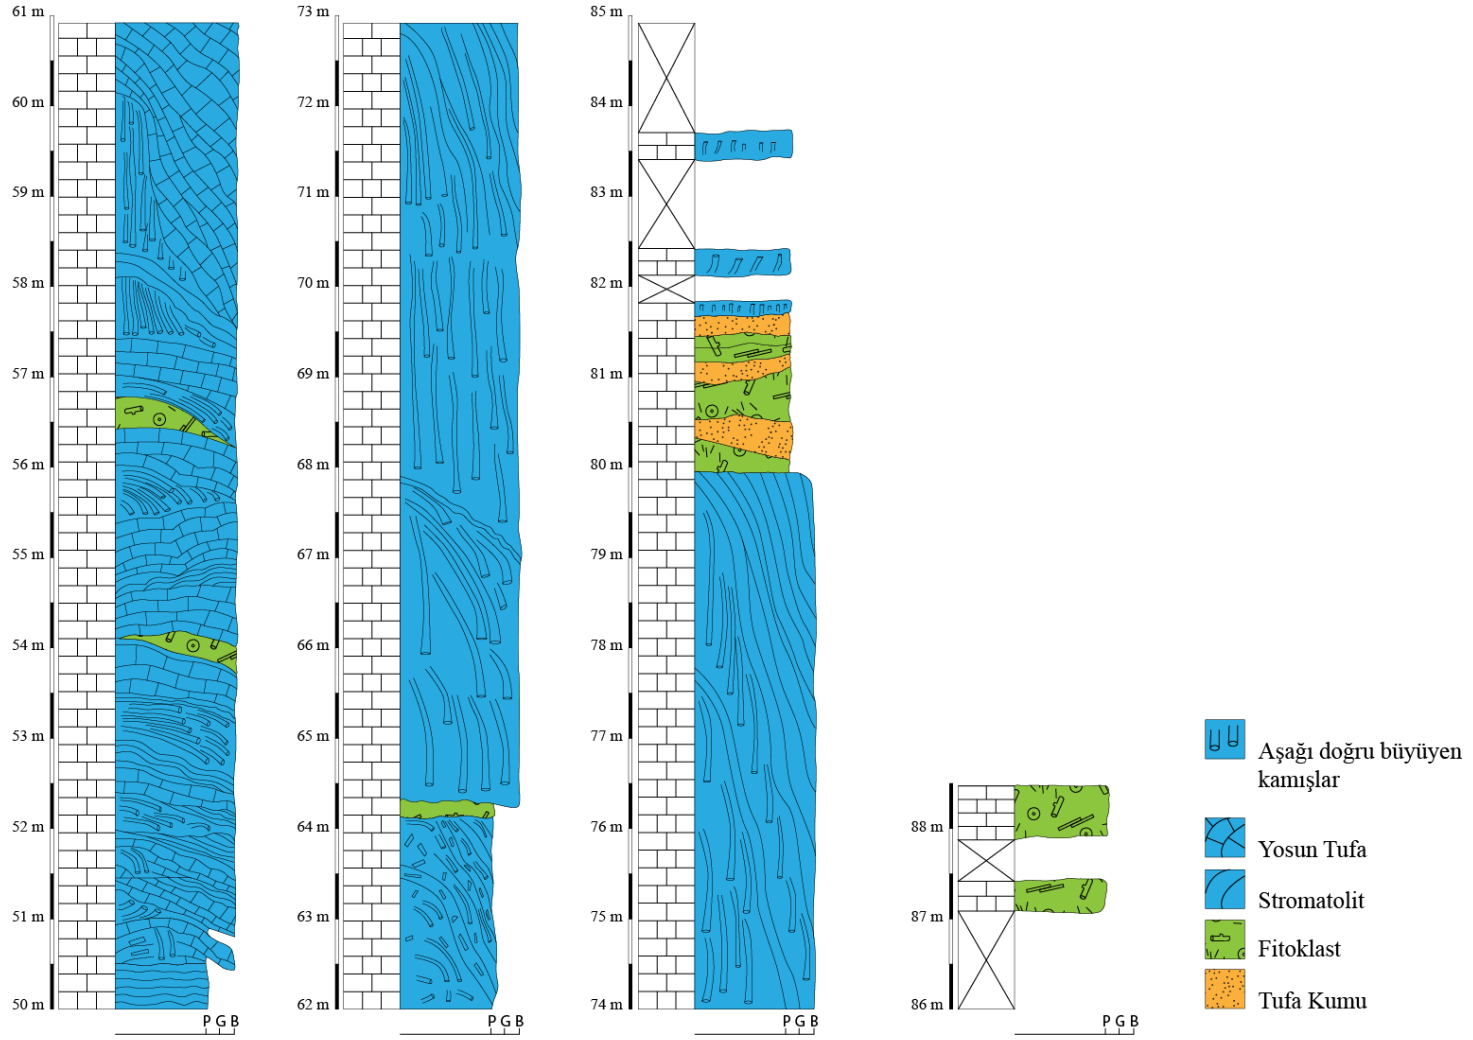 61 m
60 m
59 m
58 m
57 m
56 m
55 m
54 m
53 m
52 m
51 m
50 m
P G B
73 m
72 m
71 m
70 m
69 m
68 m
67 m
66 m
65 m
64 m
63 m
62 m
P G B
85 m
84 m
83 m
82 m
81 m
80 m
79 m
78 m
77 m
76 m
75 m
74 m
P G B
88 m
87 m
86 m
P G B
Aşağı doğru büyüyen
kamışlar
Yosun Tufa
Stromatolit
Fitoklast
Tufa Kumu